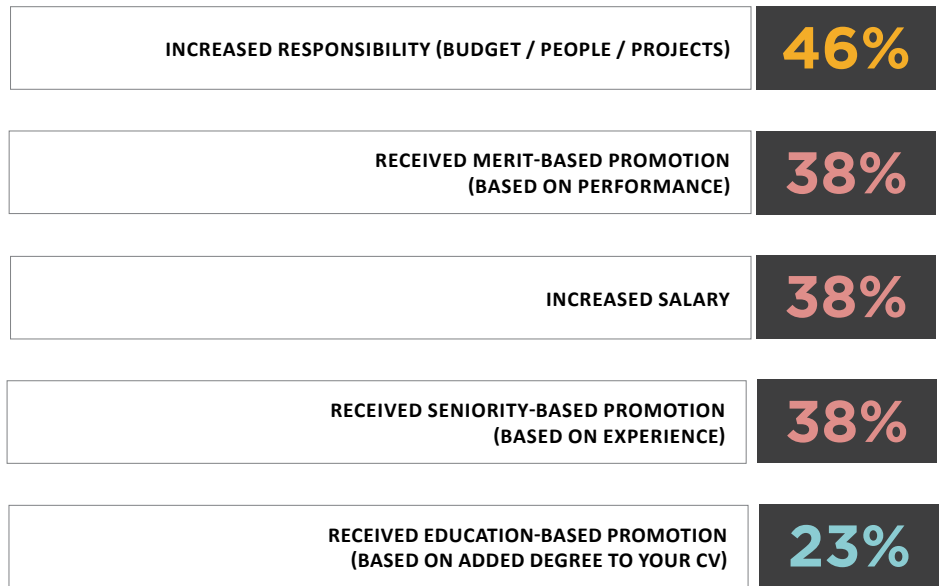 INCREASED RESPONSIBILITY (BUDGET / PEOPLE / PROJECTS)
46%
RECEIVED MERIT-BASED PROMOTION
(BASED ON PERFORMANCE)
38%
INCREASED SALARY
38%
RECEIVED SENIORITY-BASED PROMOTION
(BASED ON EXPERIENCE)
38%
RECEIVED EDUCATION-BASED PROMOTION
(BASED ON ADDED DEGREE TO YOUR CV)
23%